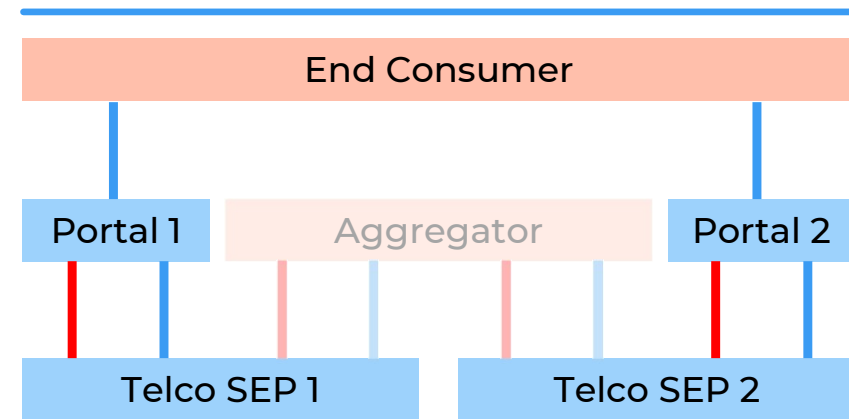 End Consumer
Portal 1
Aggregator
Portal 2
Telco SEP 1
Telco SEP 2